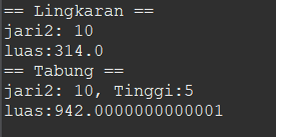 == Lingkaran ==
jari2: 10
luas:314.0
== Tabung ==
jari2: 10, Tinggi:5
luas:942.0000000000001